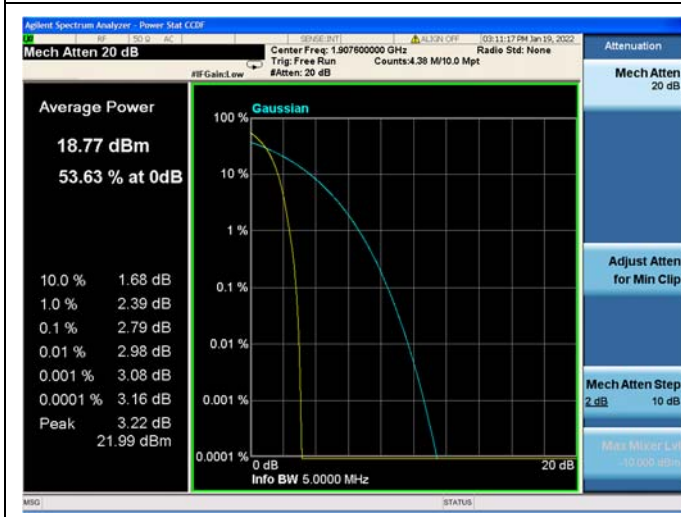 Agilent Spectrum Analyzer - Power Stat CCDF
RF 50 Ω AC SENSE:INT ALIGN OFF 03:11:17 PM Jan 19, 2022
Mech Atten 20 dB
Center Freq: 1.907600000 GHz Radio Std: None
Trig: Free Run Counts:4.38 M/10.0 Mpt
#IFGain:Low #Atten: 20 dB
Average Power
18.77 dBm
53.63 % at 0dB
10.0 % 1.68 dB
1.0 % 2.39 dB
0.1 % 2.79 dB
0.01 % 2.98 dB
0.001 % 3.08 dB
0.0001 % 3.16 dB
Peak 3.22 dB
21.99 dBm
Gaussian
100 %
10 %
1 %
0.1 %
0.01 %
0.001 %
0.0001 %
0 dB 20 dB
Info BW 5.0000 MHz
Attenuation
Mech Atten
20 dB
Adjust Atten
for Min Clip
Mech Atten Step
2 dB 10 dB
Max Mixer Lvl
-10.000 dBm
MSG STATUS